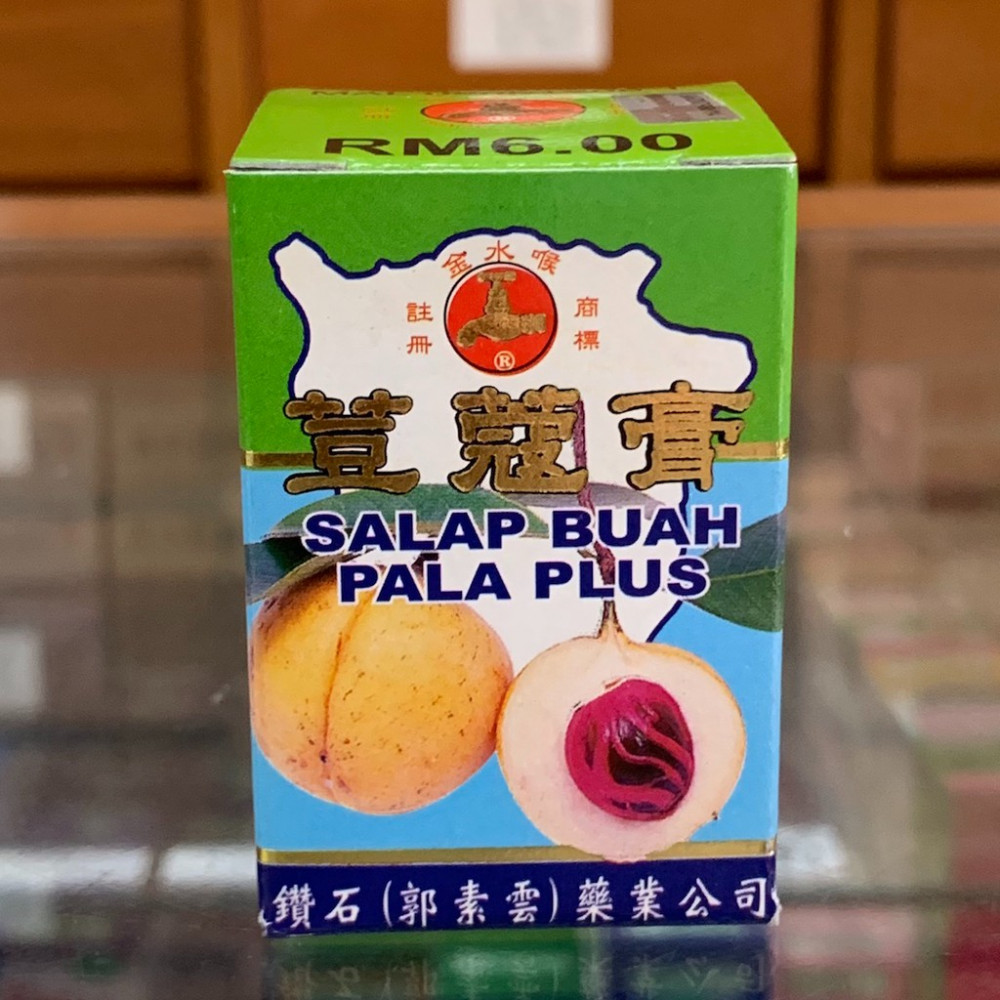 RM6.00
金水喉
註冊
商標
®
荳蔻膏
SALAP BUAH
PALA PLUS
鑽石(郭素雲)藥業公司